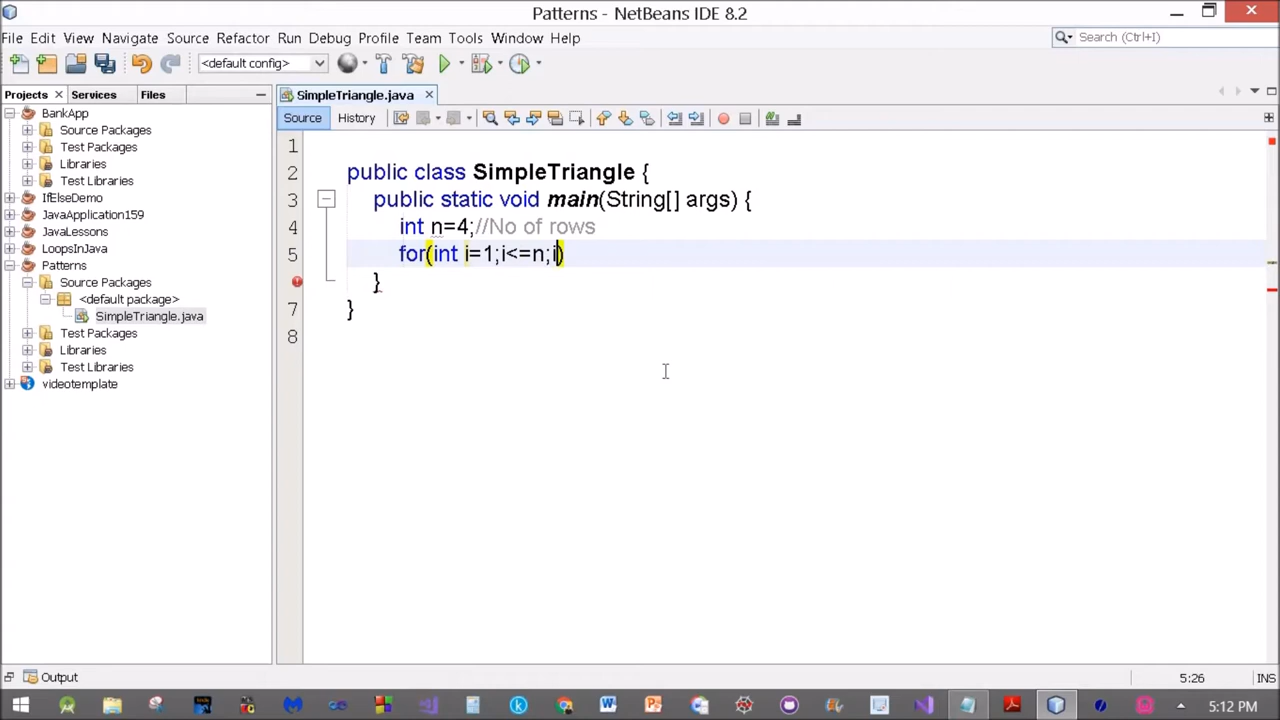 Patterns - NetBeans IDE 8.2
File Edit View Navigate Source Refactor Run Debug Profile Team Tools Window Help
Search (Ctrl+I)
<default config>
Projects Services Files
SimpleTriangle.java
Source History
BankApp
Source Packages
Test Packages
Libraries
Test Libraries
IfElseDemo
JavaApplication159
JavaLessons
LoopsInJava
Patterns
Source Packages
<default package>
SimpleTriangle.java
Test Packages
Libraries
Test Libraries
videotemplate
1
2 public class SimpleTriangle {
3 public static void main(String[] args) {
4 int n=4;//No of rows
5 for(int i=1;i<=n;i)
}
7 }
8
Output
5:26 INS
5:12 PM